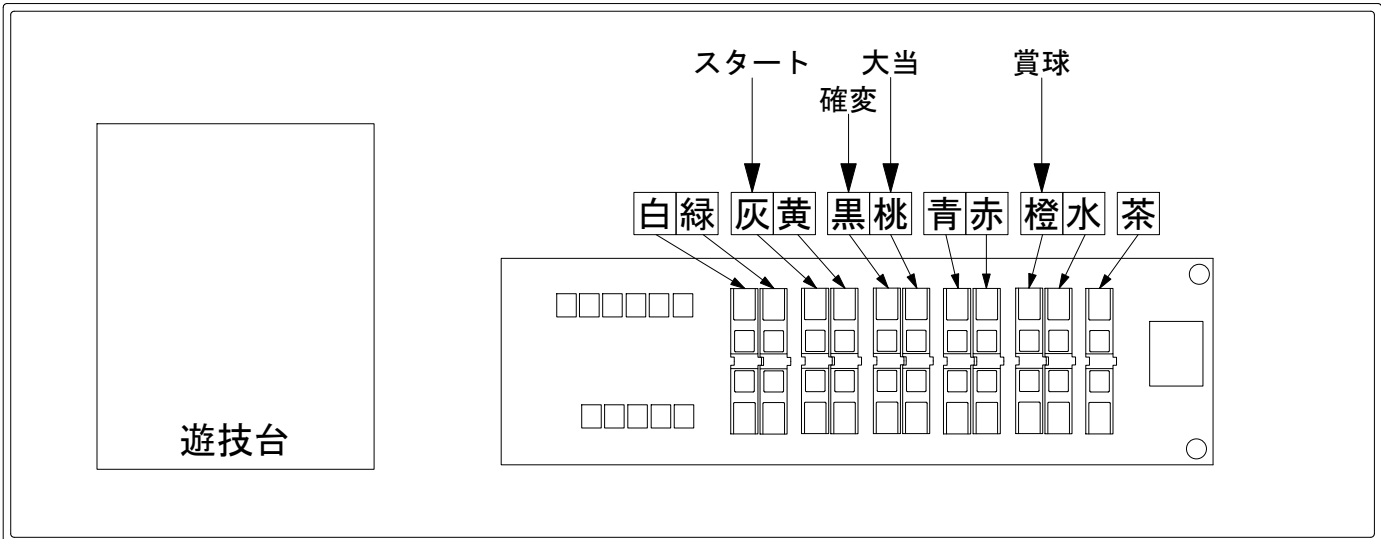 スタート 大当 賞球
確変
白 緑 灰 黄 黒 桃 青 赤 橙 水 茶
遊技台